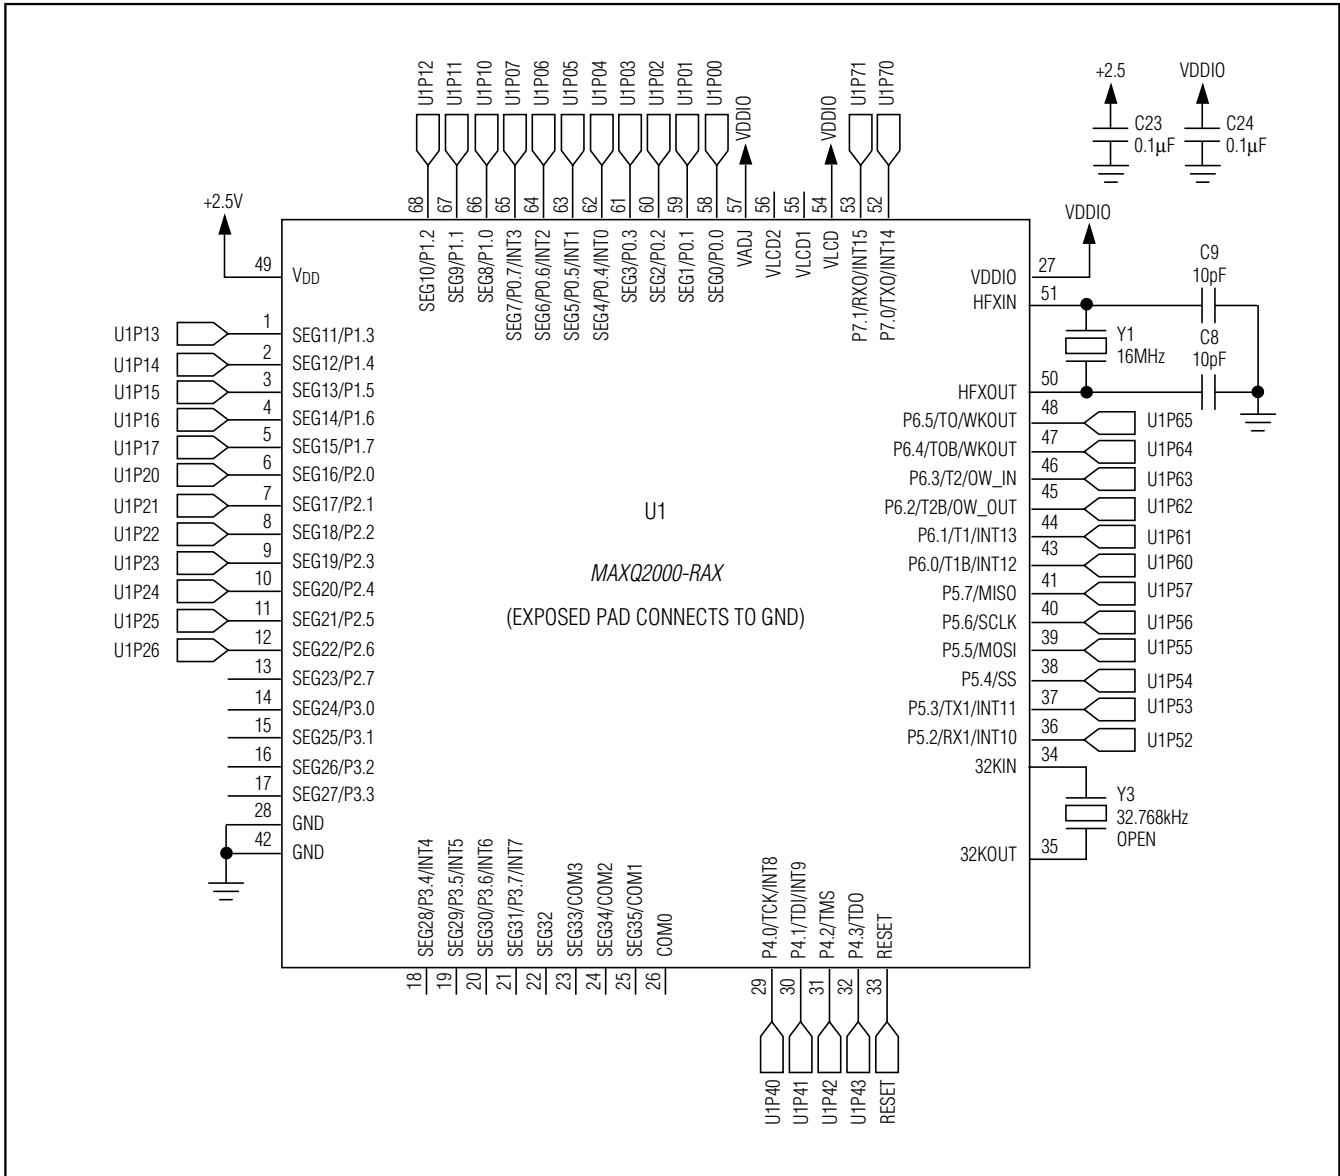 U1P12
U1P11
U1P10
U1P07
U1P06
U1P05
U1P04
U1P03
U1P02
U1P01
U1P00
VDDIO
VDDIO
U1P71
U1P70
+2.5
C23
0.1μF
VDDIO
C24
0.1μF
68
67
66
65
64
63
62
61
60
59
58
57
56
55
54
53
52
SEG10/P1.2
SEG9/P1.1
SEG8/P1.0
SEG7/P0.7/INT3
SEG6/P0.6/INT2
SEG5/P0.5/INT1
SEG4/P0.4/INT0
SEG3/P0.3
SEG2/P0.2
SEG1/P0.1
SEG0/P0.0
VADJ
VLCD2
VLCD1
VLCD
P7.1/RX0/INT15
P7.0/TX0/INT14
+2.5V
49 VDD
U1P13 1 SEG11/P1.3
U1P14 2 SEG12/P1.4
U1P15 3 SEG13/P1.5
U1P16 4 SEG14/P1.6
U1P17 5 SEG15/P1.7
U1P20 6 SEG16/P2.0
U1P21 7 SEG17/P2.1
U1P22 8 SEG18/P2.2
U1P23 9 SEG19/P2.3
U1P24 10 SEG20/P2.4
U1P25 11 SEG21/P2.5
U1P26 12 SEG22/P2.6
13 SEG23/P2.7
14 SEG24/P3.0
15 SEG25/P3.1
16 SEG26/P3.2
17 SEG27/P3.3
28 GND
42 GND
U1
MAXQ2000-RAX
(EXPOSED PAD CONNECTS TO GND)
VDDIO
VDDIO 27
HFXIN 51
C9
10pF
Y1
16MHz
C8
10pF
HFXOUT 50
P6.5/TO/WKOUT 48 U1P65
P6.4/TOB/WKOUT 47 U1P64
P6.3/T2/OW_IN 46 U1P63
P6.2/T2B/OW_OUT 45 U1P62
P6.1/T1/INT13 44 U1P61
P6.0/T1B/INT12 43 U1P60
P5.7/MISO 41 U1P57
P5.6/SCLK 40 U1P56
P5.5/MOSI 39 U1P55
P5.4/SS 38 U1P54
P5.3/TX1/INT11 37 U1P53
P5.2/RX1/INT10 36 U1P52
32KIN 34
Y3
32.768kHz
OPEN
32KOUT 35
SEG28/P3.4/INT4
SEG29/P3.5/INT5
SEG30/P3.6/INT6
SEG31/P3.7/INT7
SEG32
SEG33/COM3
SEG34/COM2
SEG35/COM1
COM0
P4.0/TCK/INT8
P4.1/TDI/INT9
P4.2/TMS
P4.3/TDO
RESET
18
19
20
21
22
23
24
25
26
29
30
31
32
33
U1P40
U1P41
U1P42
U1P43
RESET